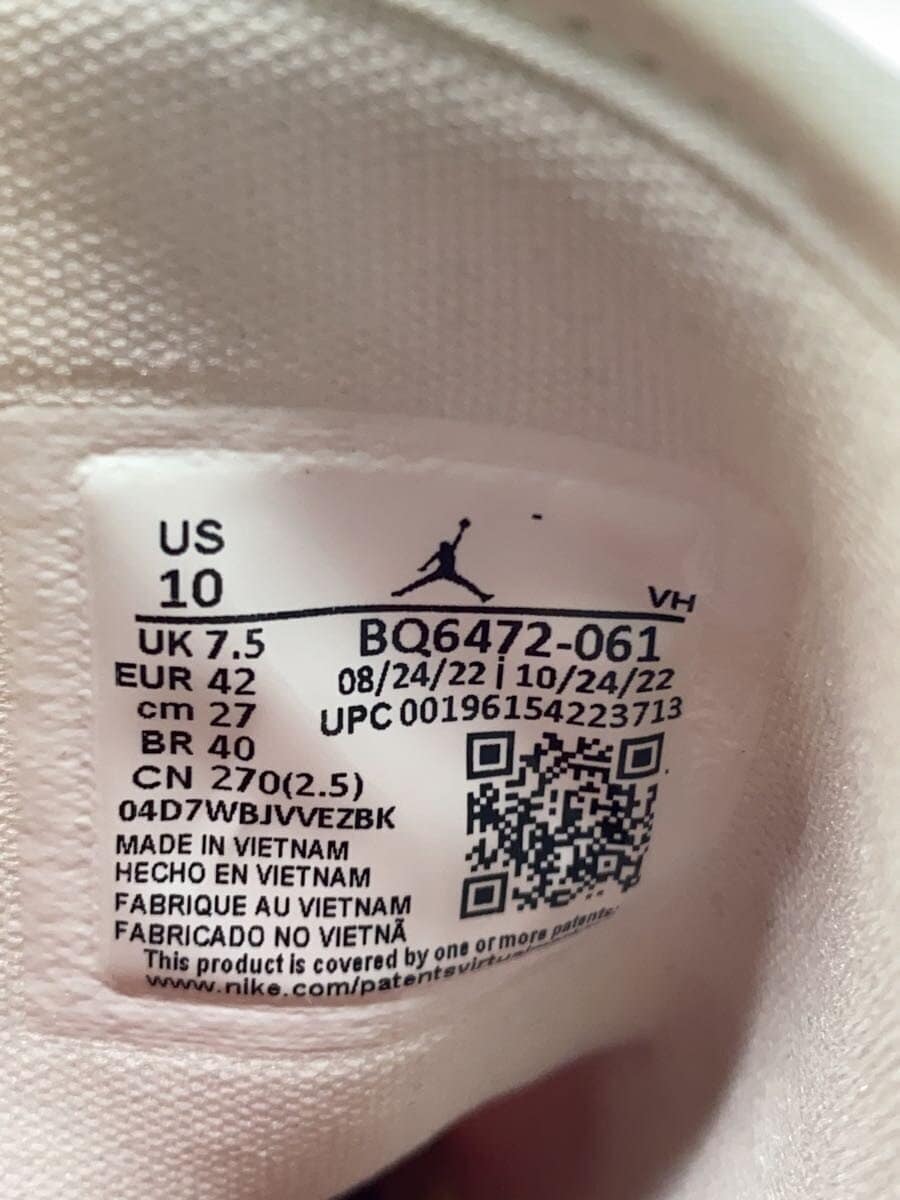 US
10
VH
UK 7.5
EUR 42
cm 27
BR 40
CN 270(2.5)
BQ6472-061
08/24/22 | 10/24/22
UPC 00196154223713
04D7WBJVVEZBK
MADE IN VIETNAM
HECHO EN VIETNAM
FABRIQUE AU VIETNAM
FABRICADO NO VIETNÃ
This product is covered by one or more patents:
www.nike.com/patentsvirtual